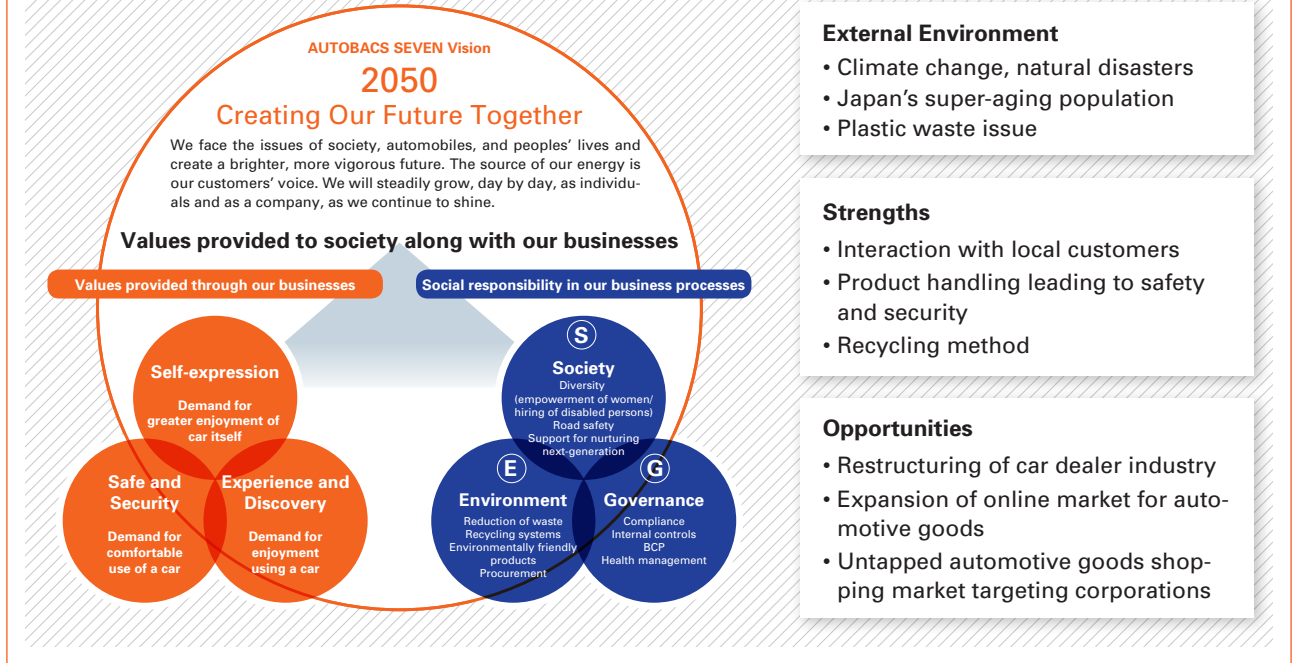 AUTOBACS SEVEN Vision
2050
Creating Our Future Together
We face the issues of society, automobiles, and peoples’ lives and
create a brighter, more vigorous future. The source of our energy is
our customers’ voice. We will steadily grow, day by day, as individu-
als and as a company, as we continue to shine.
Values provided to society along with our businesses
Values provided through our businesses
Self-expression
Demand for
greater enjoyment of
car itself
Safe and
Security
Demand for
comfortable
use of a car
Experience and
Discovery
Demand for
enjoyment
using a car
Social responsibility in our business processes
S
Society
Diversity
(empowerment of women/
hiring of disabled persons)
Road safety
Support for nurturing
next-generation
E
Environment
Reduction of waste
Recycling systems
Environmentally friendly
products
Procurement
G
Governance
Compliance
Internal controls
BCP
Health management
External Environment
• Climate change, natural disasters
• Japan’s super-aging population
• Plastic waste issue
Strengths
• Interaction with local customers
• Product handling leading to safety
and security
• Recycling method
Opportunities
• Restructuring of car dealer industry
• Expansion of online market for auto-
motive goods
• Untapped automotive goods shop-
ping market targeting corporations